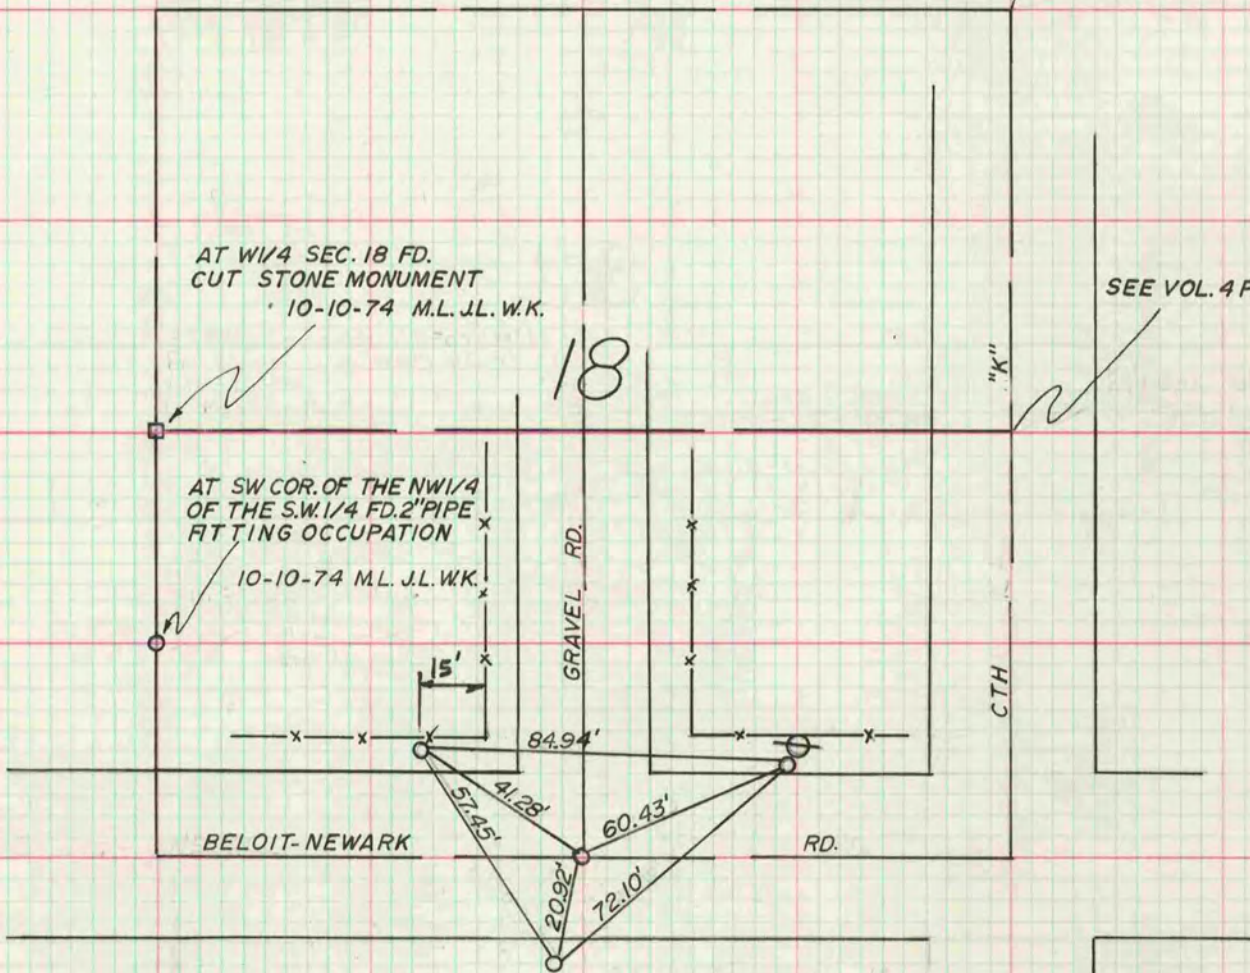 AT W1/4 SEC. 18 FD.
CUT STONE MONUMENT
10-10-74 M.L. J.L. W.K.
SEE VOL. 4
18
"K"
AT SW COR. OF THE NW1/4
OF THE S.W. 1/4 FD. 2" PIPE
FITTING OCCUPATION
10-10-74 M.L. J.L. W.K.
GRAVEL RD.
CTH
15'
84.94'
41.28'
57.45'
60.43'
BELOIT-NEWARK RD.
20.92'
72.10'